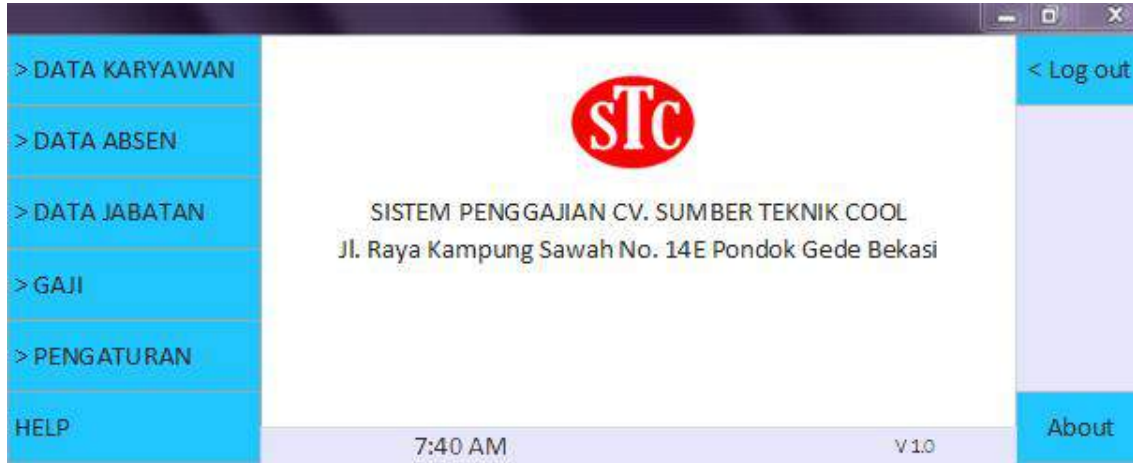 > DATA KARYAWAN
> DATA ABSEN
> DATA JABATAN
> GAJI
> PENGATURAN
HELP
STC
SISTEM PENGGAJIAN CV. SUMBER TEKNIK COOL
Jl. Raya Kampung Sawah No. 14E Pondok Gede Bekasi
7:40 AM
V 1.0
< Log out
About